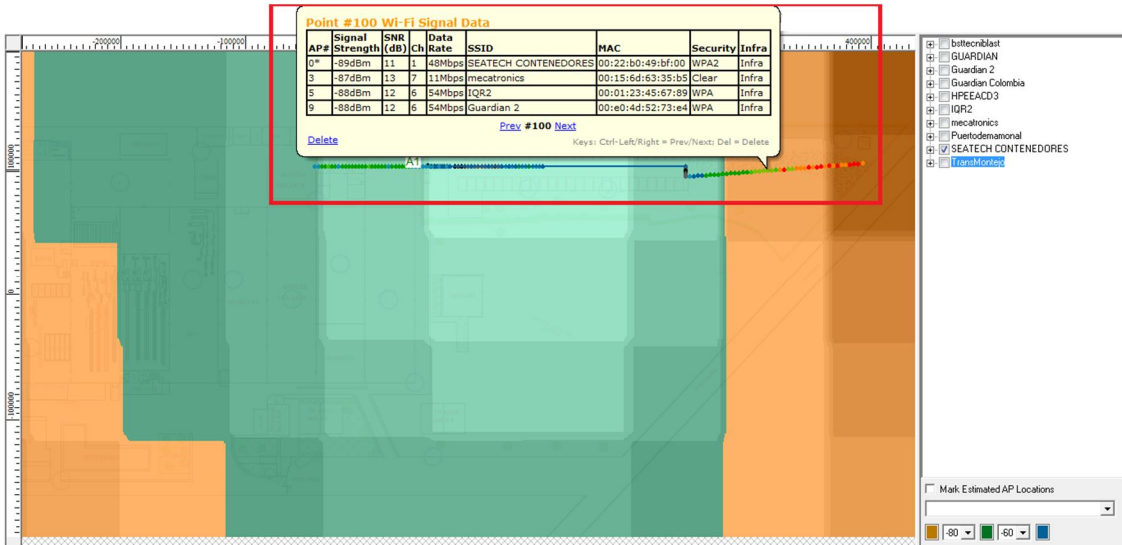 Point #100 Wi-Fi Signal Data
AP# Signal Strength SNR (dB) Ch Data Rate SSID MAC Security Infra
0* -89dBm 11 1 48Mbps SEATECH CONTENEDORES 00:22:b0:49:bf:00 WPA2 Infra
3 -87dBm 13 7 11Mbps mecatronics 00:15:6d:63:35:b5 Clear Infra
5 -88dBm 12 6 54Mbps IQR2 00:01:23:45:67:89 WPA Infra
9 -88dBm 12 6 54Mbps Guardian 2 00:e0:4d:52:73:e4 WPA Infra
Prev #100 Next
Delete Keys: Ctrl-Left/Right = Prev/Next: Del = Delete
-200000 -100000 400000
100000
0
-100000
A1
bsttecniblast
GUARDIAN
Guardian 2
Guardian Colombia
HPEEACD3
IQR2
mecatronics
Puertodemamonal
SEATECH CONTENEDORES
TransMontejo
Mark Estimated AP Locations
-80 -60